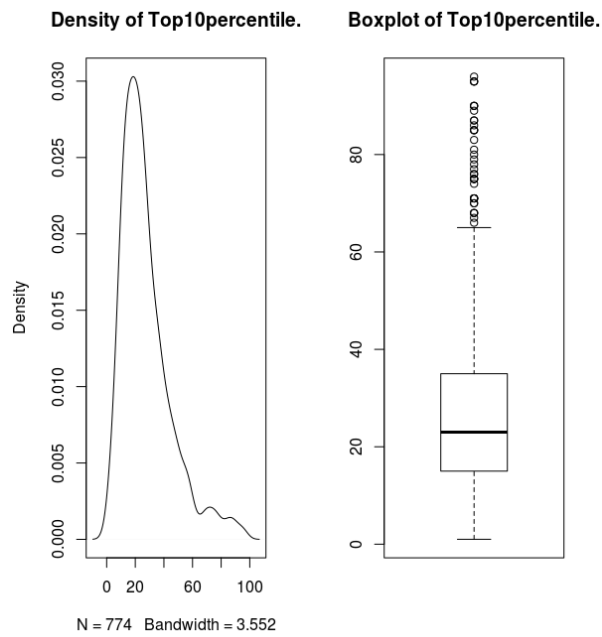 Density of Top10percentile.
Boxplot of Top10percentile.
Density
0.030
0.025
0.020
0.015
0.010
0.005
0.000
0 20 60 100
N = 774 Bandwidth = 3.552
80
60
40
20
0